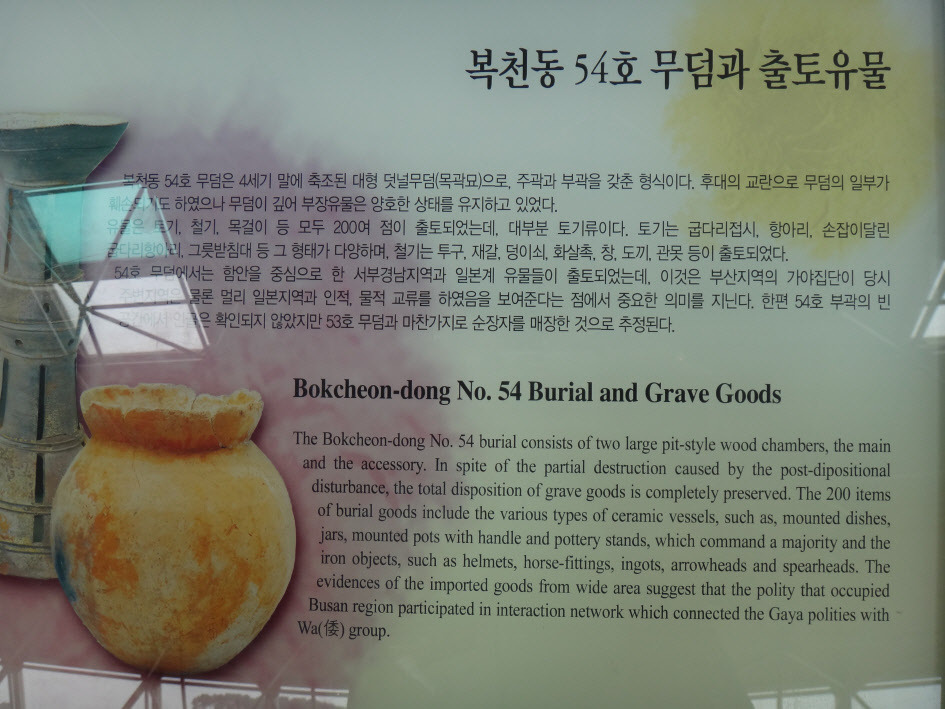 복천동 54호 무덤과 출토유물
복천동 54호 무덤은 4세기 말에 축조된 대형 덧널무덤(목곽묘)으로, 주곽과 부곽을 갖춘 형식이다. 후대의 교란으로 무덤의 일부가
훼손되기도 하였으나 무덤이 깊어 부장유물은 양호한 상태를 유지하고 있었다.
유물은 토기, 철기, 목걸이 등 모두 200여 점이 출토되었는데, 대부분 토기류이다. 토기는 굽다리접시, 항아리, 손잡이달린
굽다리항아리, 그릇받침대 등 그 형태가 다양하며, 철기는 투구, 재갈, 덩이쇠, 화살촉, 창, 도끼, 관못 등이 출토되었다.
54호 무덤에서는 함안을 중심으로 한 서부경남지역과 일본계 유물들이 출토되었는데, 이것은 부산지역의 가야집단이 당시
물론 멀리 일본지역과 인적, 물적 교류를 하였음을 보여준다는 점에서 중요한 의미를 지닌다. 한편 54호 부곽의 빈
공간에서 인골은 확인되지 않았지만 53호 무덤과 마찬가지로 순장자를 매장한 것으로 추정된다.
Bokcheon-dong No. 54 Burial and Grave Goods
The Bokcheon-dong No. 54 burial consists of two large pit-style wood chambers, the main
and the accessory. In spite of the partial destruction caused by the post-dipositional
disturbance, the total disposition of grave goods is completely preserved. The 200 items
of burial goods include the various types of ceramic vessels, such as, mounted dishes,
jars, mounted pots with handle and pottery stands, which command a majority and the
iron objects, such as helmets, horse-fittings, ingots, arrowheads and spearheads. The
evidences of the imported goods from wide area suggest that the polity that occupied
Busan region participated in interaction network which connected the Gaya polities with
Wa(倭) group.